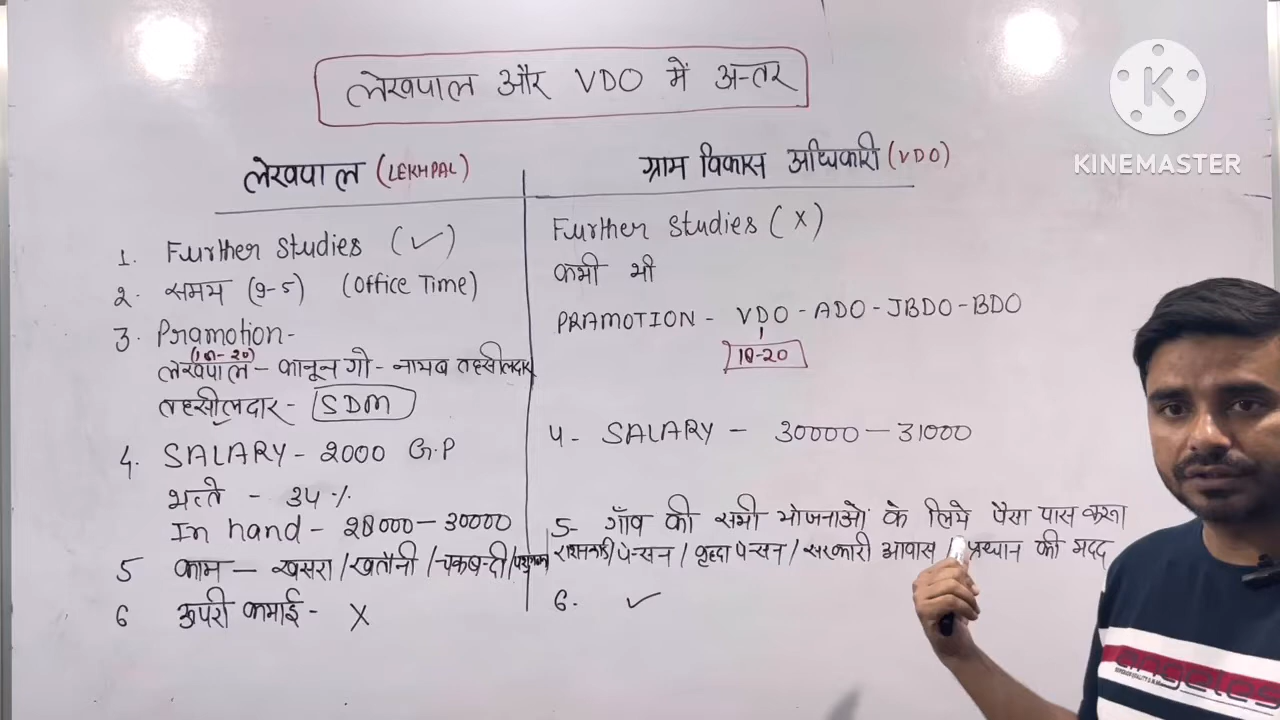 लेखपाल और VDO में अन्तर
लेखपाल (LEKHPAL)
ग्राम विकास अधिकारी (VDO)
1. Further Studies (✓)
2. समय (9-5) (Office Time)
3. Pramotion-
(10-20)
लेखपाल - कानून गो - नायब तहसीलदार
तहसीलदार - SDM
4. SALARY - 2000 G.P
भत्ते - 34 %
In hand - 28000 - 30000
5 काम - खसरा / खतौनी / चकबन्दी /
6 ऊपरी कमाई - X
Further Studies (X)
कभी भी
PRAMOTION - VDO - ADO - JBDO - BDO
10-20
4- SALARY - 30000 - 31000
5- गाँव की सभी योजनाओं के लिये पैसा पास करना
राशनकार्ड / पेन्सन / वृद्दा पेन्सन / सरकारी आवास / प्रधान की मदद
6. ✓
K
KINEMASTER